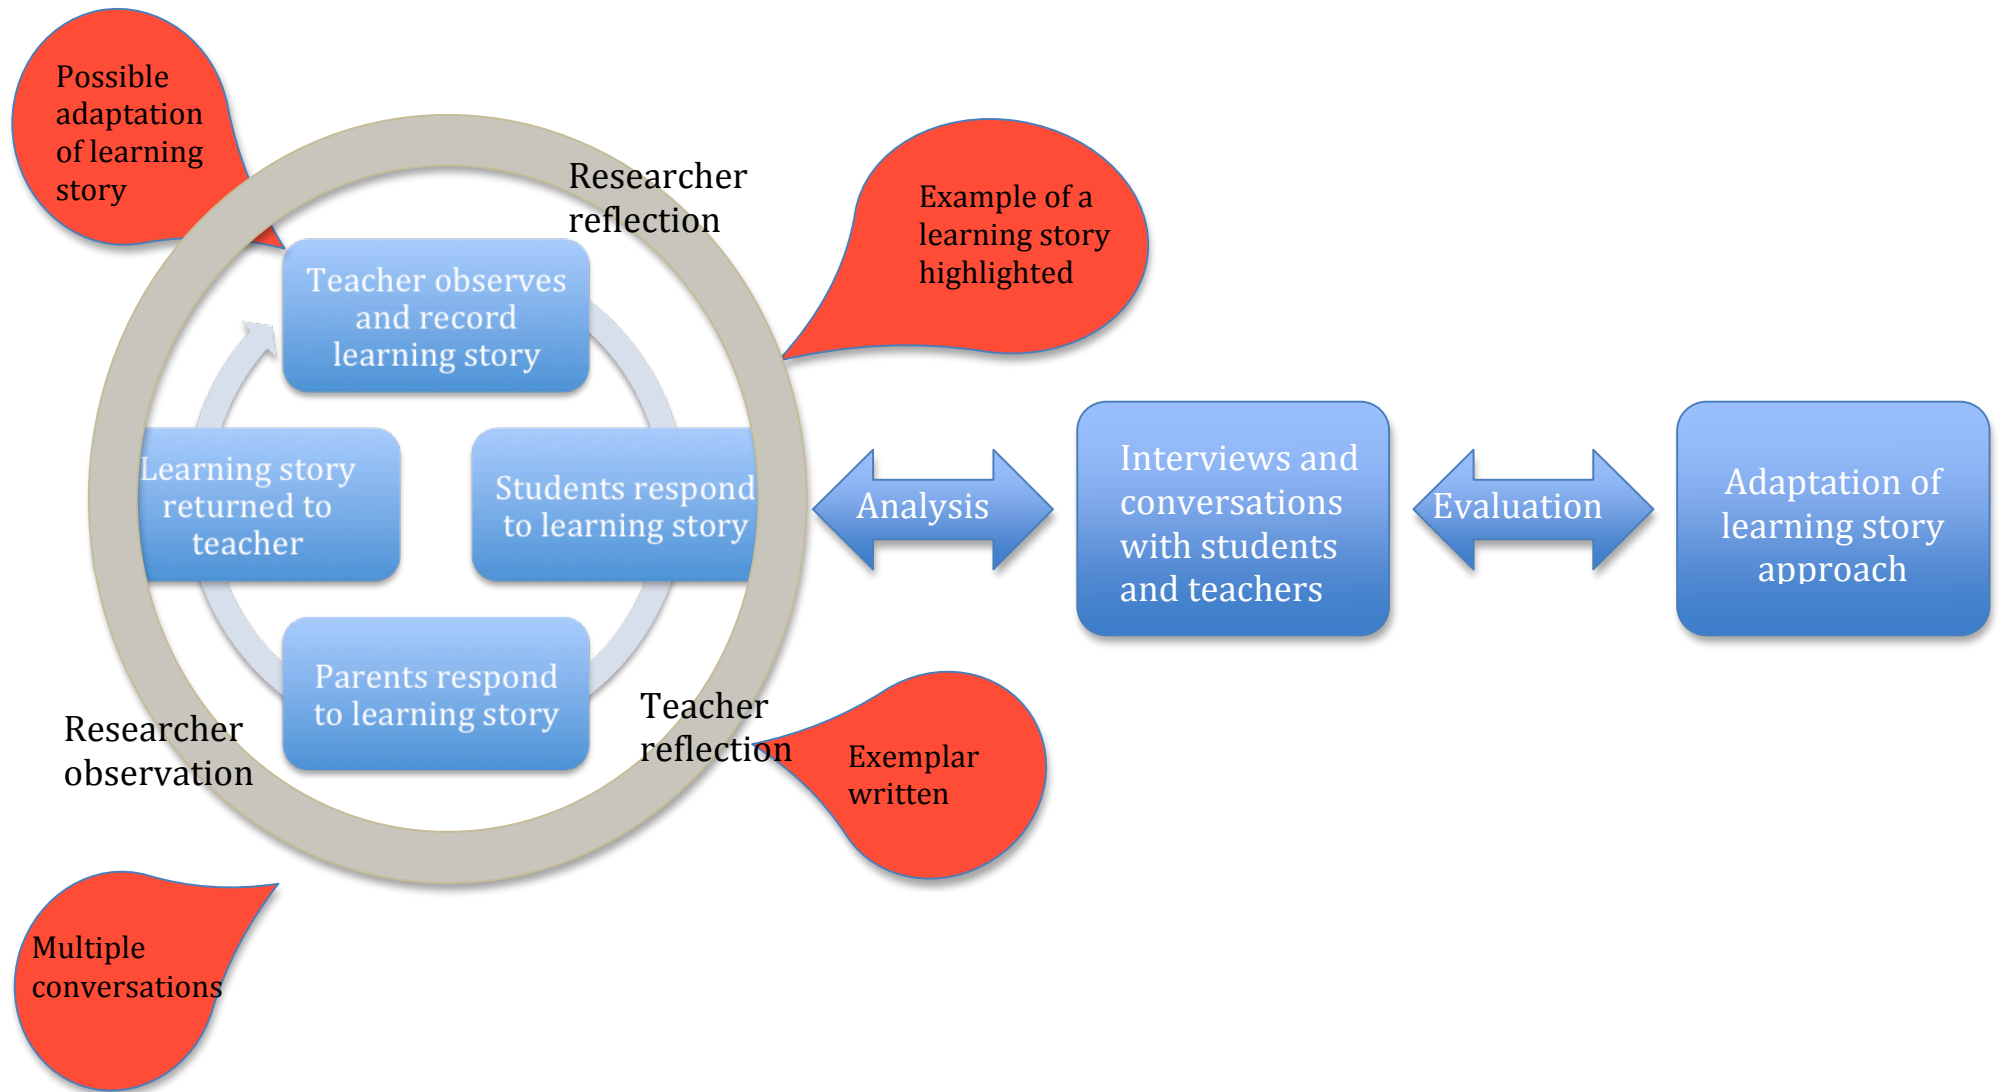 Possible
adaptation
of learning
story
Researcher
reflection
Example of a
learning story
highlighted
Teacher observes
and record
learning story
Learning story
returned to
teacher
Students respond
to learning story
Parents respond
to learning story
Researcher
observation
Teacher
reflection
Exemplar
written
Multiple
conversations
Analysis
Interviews and
conversations
with students
and teachers
Evaluation
Adaptation of
learning story
approach